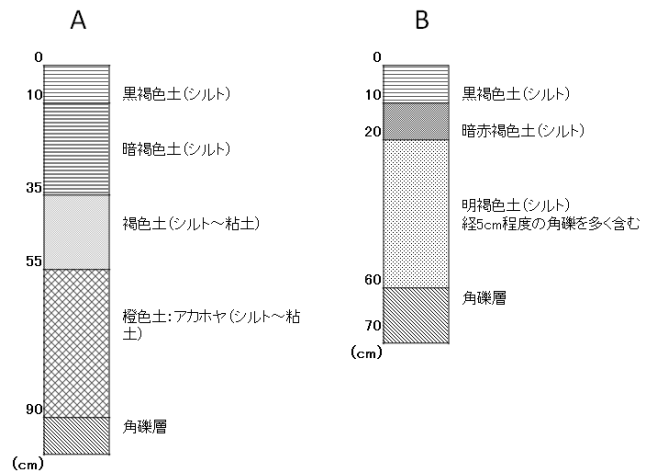 A
0
10
黒褐色土(シルト)
暗褐色土(シルト)
35
褐色土(シルト～粘土)
55
橙色土:アカホヤ(シルト～粘
土)
90
角礫層
(cm)
B
0
10
黒褐色土(シルト)
20
暗赤褐色土(シルト)
明褐色土(シルト)
経5cm程度の角礫を多く含む
60
角礫層
70
(cm)